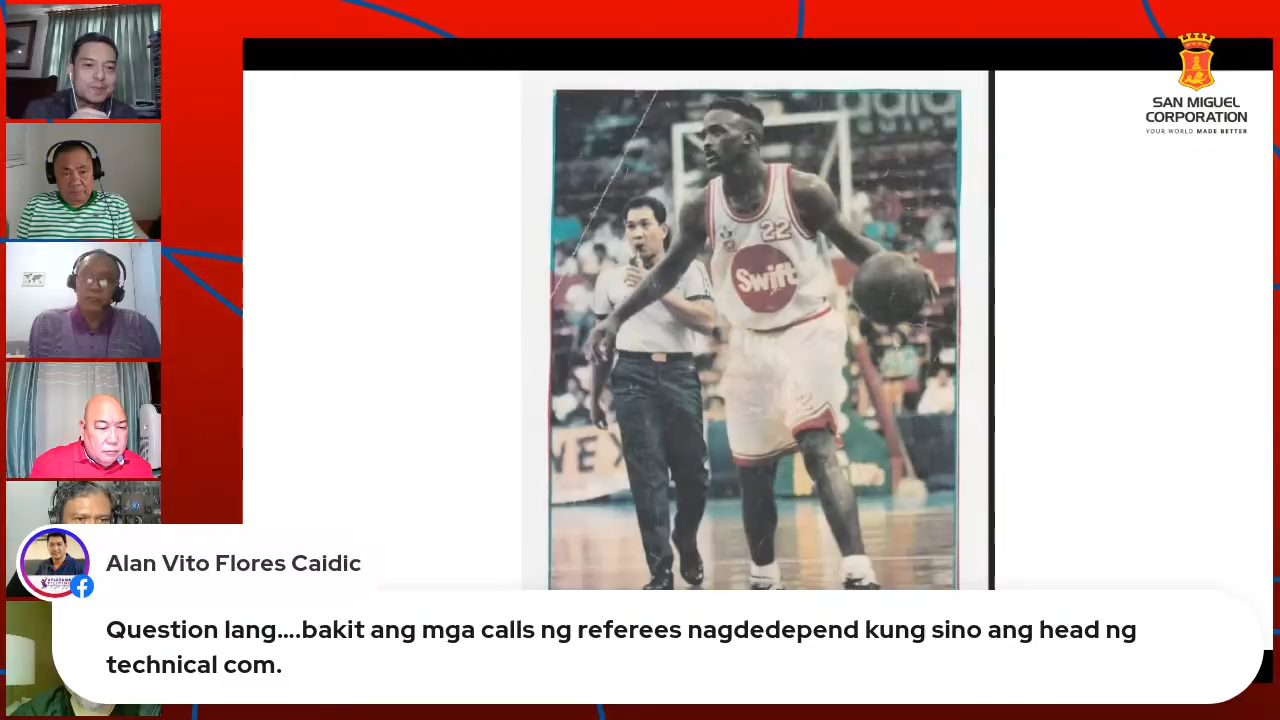 SAN MIGUEL
CORPORATION
YOUR WORLD MADE BETTER
22
Swift
Alan Vito Flores Caidic
Question lang....bakit ang mga calls ng referees nagdedepend kung sino ang head ng
technical com.